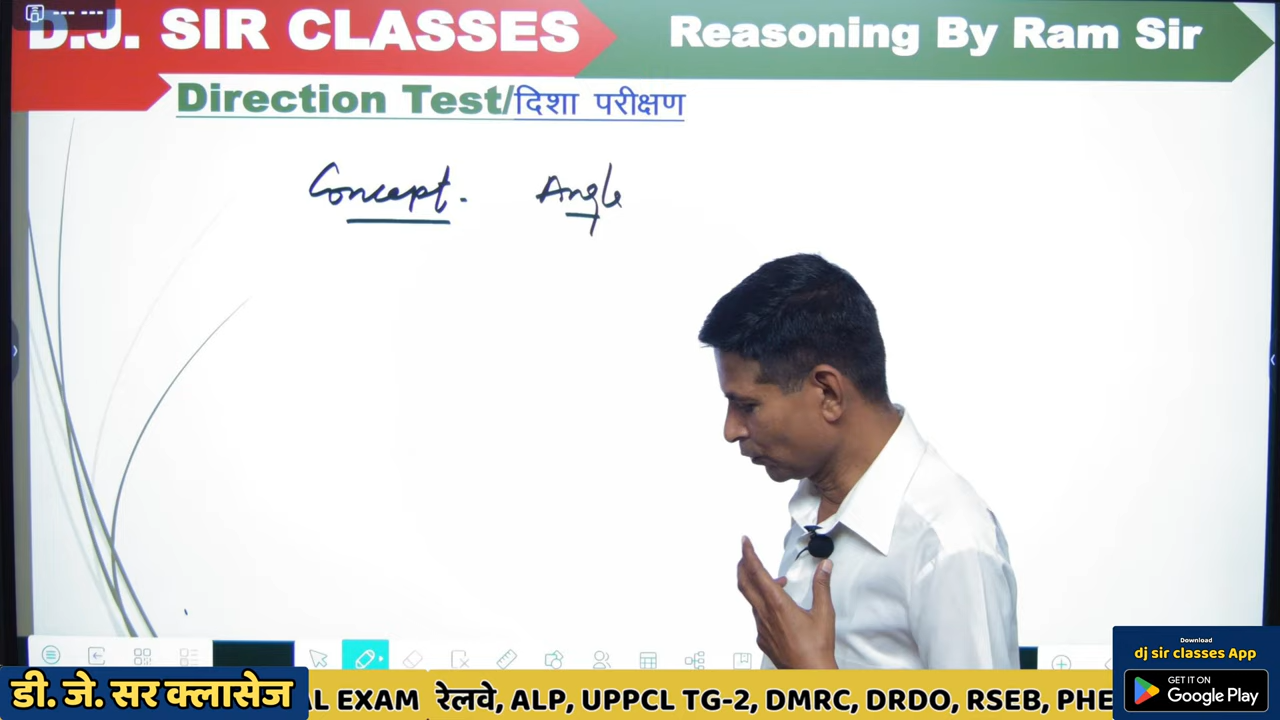 D.J. SIR CLASSES
Reasoning By Ram Sir
Direction Test/दिशा परीक्षण
Concept. Angle
Download
dj sir classes App
GET IT ON
Google Play
डी. जे. सर क्लासेज
AL EXAM रेलवे, ALP, UPPCL TG-2, DMRC, DRDO, RSEB, PHE